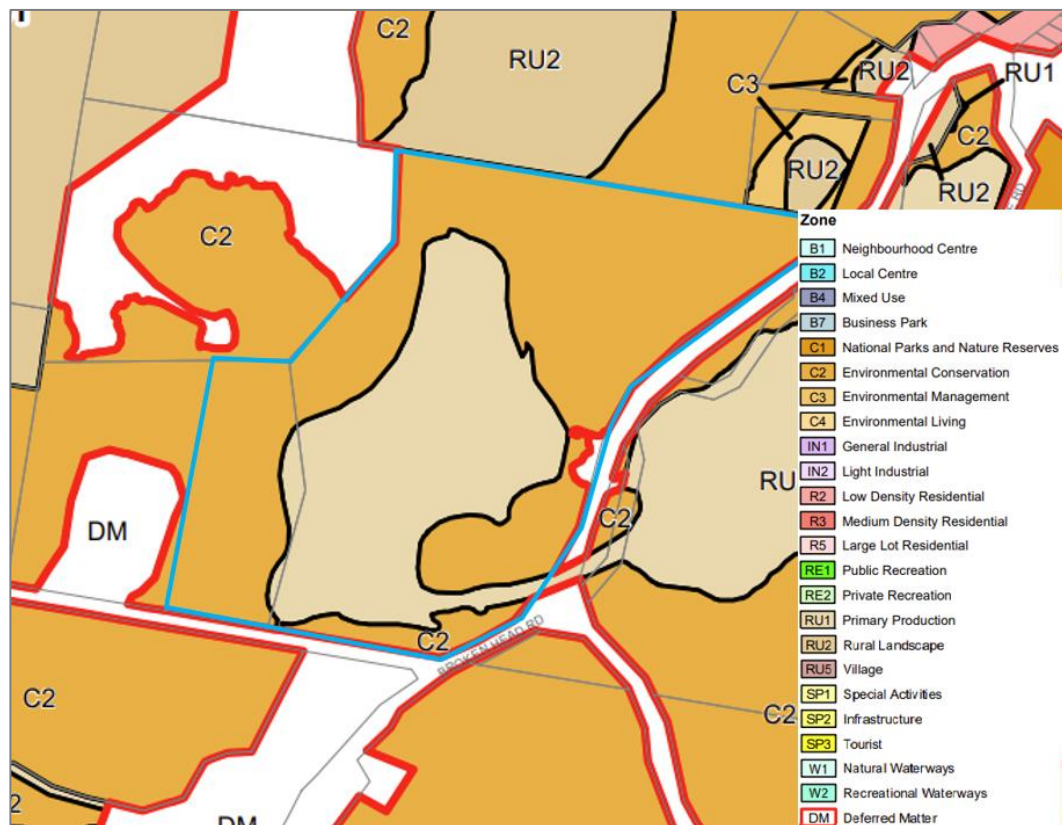 C2
RU2
RU2
RU1
C3
C2
RU2
RU2
C2
DM
C2
RU
C2
BROKEN HEAD RD
C2
C2
DM
Zone
B1 Neighbourhood Centre
B2 Local Centre
B4 Mixed Use
B7 Business Park
C1 National Parks and Nature Reserves
C2 Environmental Conservation
C3 Environmental Management
C4 Environmental Living
IN1 General Industrial
IN2 Light Industrial
R2 Low Density Residential
R3 Medium Density Residential
R5 Large Lot Residential
RE1 Public Recreation
RE2 Private Recreation
RU1 Primary Production
RU2 Rural Landscape
RU5 Village
SP1 Special Activities
SP2 Infrastructure
SP3 Tourist
W1 Natural Waterways
W2 Recreational Waterways
DM Deferred Matter